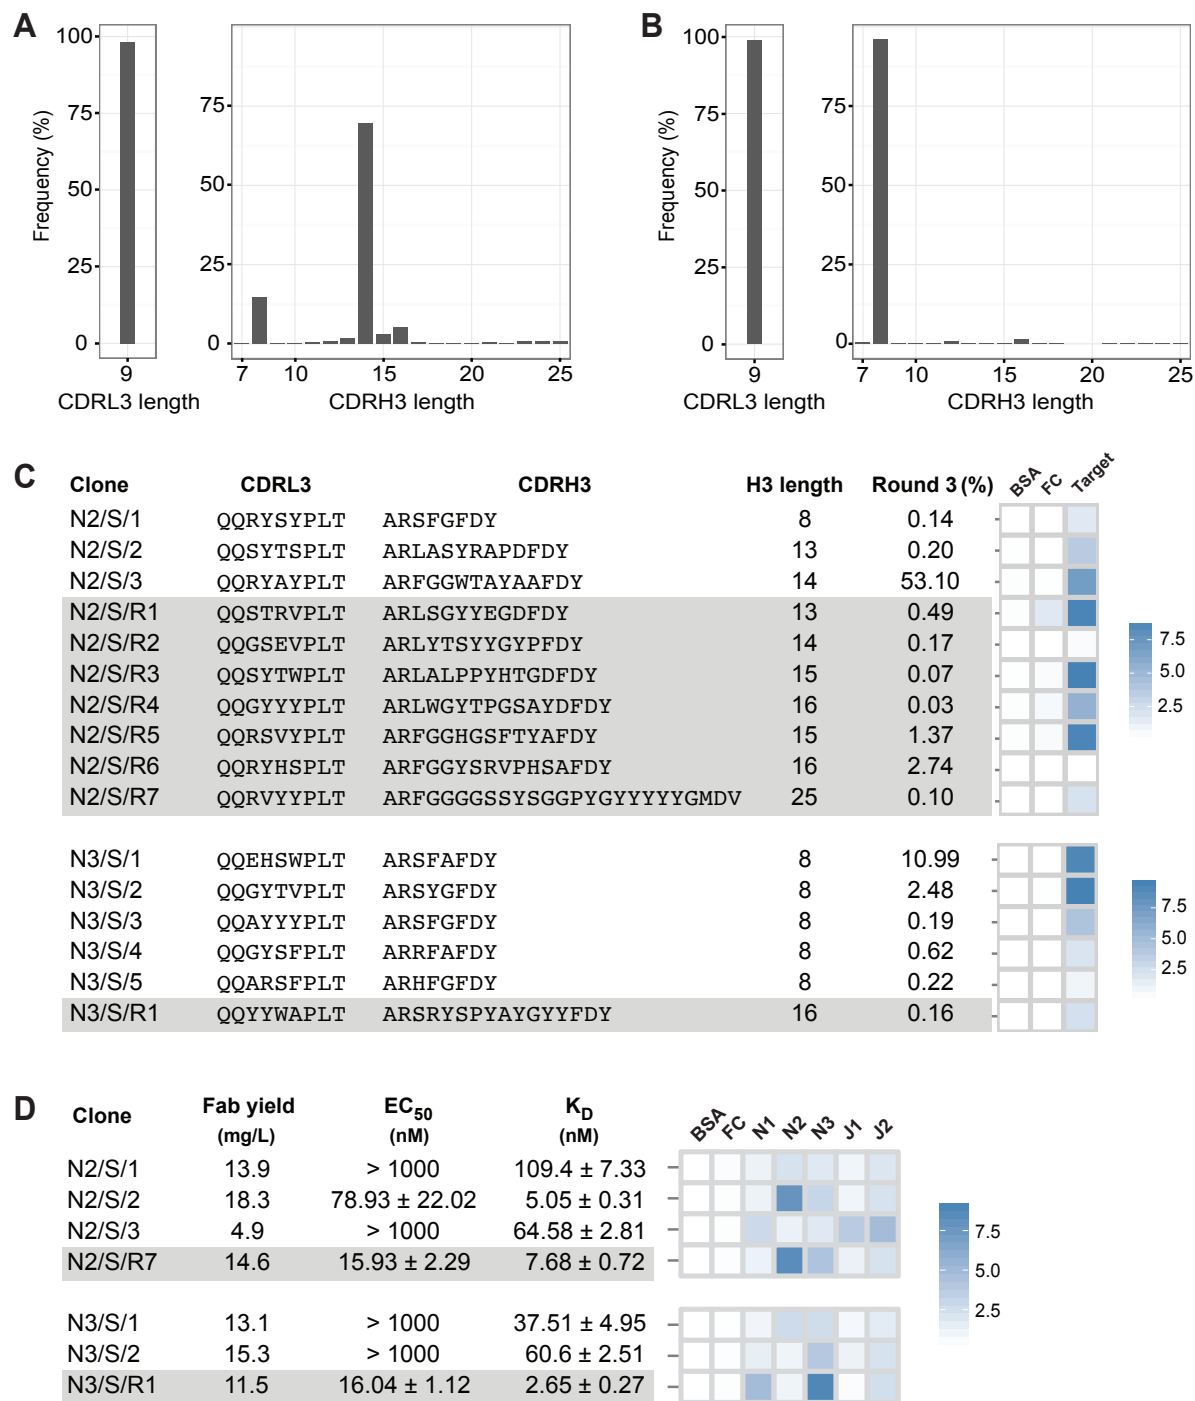 A
B
100
75
50
25
0
Frequency (%)
9
CDRL3 length
75
50
25
0
7 10 15 20 25
CDRH3 length
100
75
50
25
0
Frequency (%)
9
CDRL3 length
75
50
25
0
7 10 15 20 25
CDRH3 length
C
Clone CDRL3 CDRH3 H3 length Round 3 (%) BSA FC Target
N2/S/1 QQRYSYPLT ARSFGFDY 8 0.14
N2/S/2 QQSYTSPLT ARLASYRAPDFDY 13 0.20
N2/S/3 QQRYAYPLT ARFGGWTAYAAFDY 14 53.10
N2/S/R1 QQSTRVPLT ARLSGYYEGDFDY 13 0.49
N2/S/R2 QQGSEVPLT ARLYTSYYGYPFDY 14 0.17
N2/S/R3 QQSYTWPLT ARLALPPYHTGDFDY 15 0.07
N2/S/R4 QQGYYYPLT ARLWGYTPGSAYDFDY 16 0.03
N2/S/R5 QQRSVYPLT ARFGGHGSFTYAFDY 15 1.37
N2/S/R6 QQRYHSPLT ARFGGYSRVPHSAFDY 16 2.74
N2/S/R7 QQRVYYPLT ARFGGGGSSYSGGPYGYYYYYGMDV 25 0.10
7.5
5.0
2.5
N3/S/1 QQEHSWPLT ARSFAFDY 8 10.99
N3/S/2 QQGYTVPLT ARSYGFDY 8 2.48
N3/S/3 QQAYYYPLT ARSFGFDY 8 0.19
N3/S/4 QQGYSFPLT ARRFAFDY 8 0.62
N3/S/5 QQARSFPLT ARHFGFDY 8 0.22
N3/S/R1 QQYYWAPLT ARSRYSPYAYGYYFDY 16 0.16
7.5
5.0
2.5
D
Clone Fab yield EC50 KD BSA FC N1 N2 N3 J1 J2
(mg/L) (nM) (nM)
N2/S/1 13.9 > 1000 109.4 ± 7.33
N2/S/2 18.3 78.93 ± 22.02 5.05 ± 0.31
N2/S/3 4.9 > 1000 64.58 ± 2.81
N2/S/R7 14.6 15.93 ± 2.29 7.68 ± 0.72
N3/S/1 13.1 > 1000 37.51 ± 4.95
N3/S/2 15.3 > 1000 60.6 ± 2.51
N3/S/R1 11.5 16.04 ± 1.12 2.65 ± 0.27
7.5
5.0
2.5